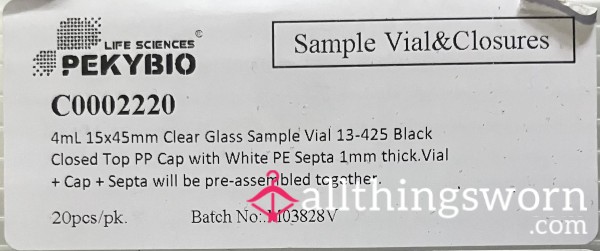 LIFE SCIENCES®
PEKYBIO
Sample Vial&Closures
C0002220
4mL 15x45mm Clear Glass Sample Vial 13-425 Black
Closed Top PP Cap with White PE Septa 1mm thick.Vial
+ Cap + Septa will be pre-assembled together.
allthingsworn
.com
20pcs/pk. Batch No.:M03828V